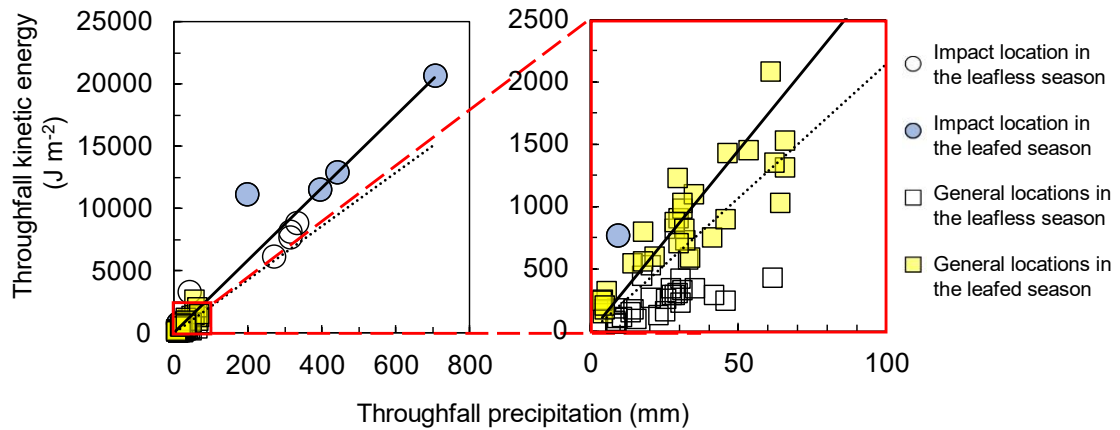 Throughfall kinetic energy
(J m-2)
25000
20000
15000
10000
5000
0
0
200
400
600
800
2500
2000
1500
1000
500
0
0
50
100
Throughfall precipitation (mm)
Impact location in
the leafless season
Impact location in
the leafed season
General locations in
the leafless season
General locations in
the leafed season